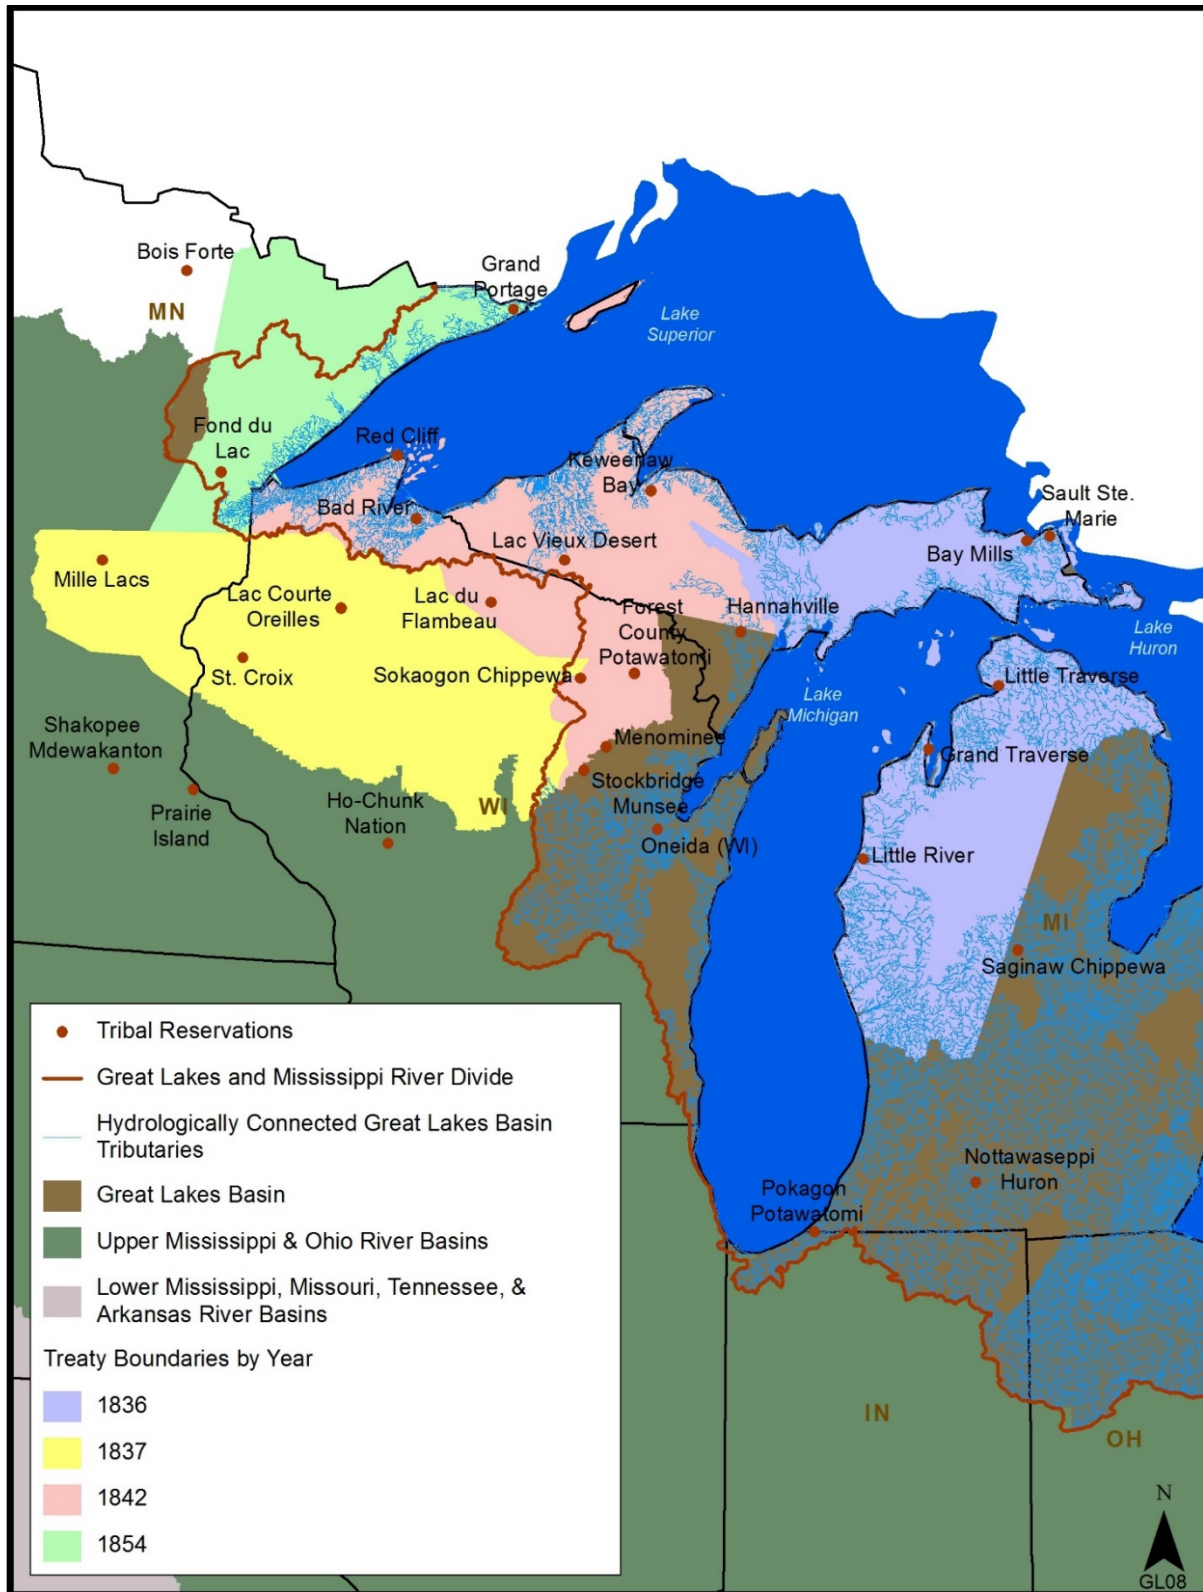 Bois Forte
MN
Grand
Portage
Lake
Superior
Fond du
Lac
Red Cliff
Keweenaw
Bay
Bad River
Sault Ste.
Marie
Lac Vieux Desert
Bay Mills
Mille Lacs
Lac Courte
Oreilles
Lac du
Flambeau
Forest
County
Potawatomi
Hannahville
Lake
Huron
St. Croix
Sokaogon Chippewa
Lake
Michigan
Little Traverse
Shakopee
Mdewakanton
Menominee
Grand Traverse
Prairie
Island
Ho-Chunk
Nation
WI
Stockbridge
Munsee
Oneida (WI)
Little River
MI
Saginaw Chippewa
Nottawaseppi
Huron
Pokagon
Potawatomi
IN
OH
Tribal Reservations
Great Lakes and Mississippi River Divide
Hydrologically Connected Great Lakes Basin
Tributaries
Great Lakes Basin
Upper Mississippi & Ohio River Basins
Lower Mississippi, Missouri, Tennessee, &
Arkansas River Basins
Treaty Boundaries by Year
1836
1837
1842
1854
N
GL08